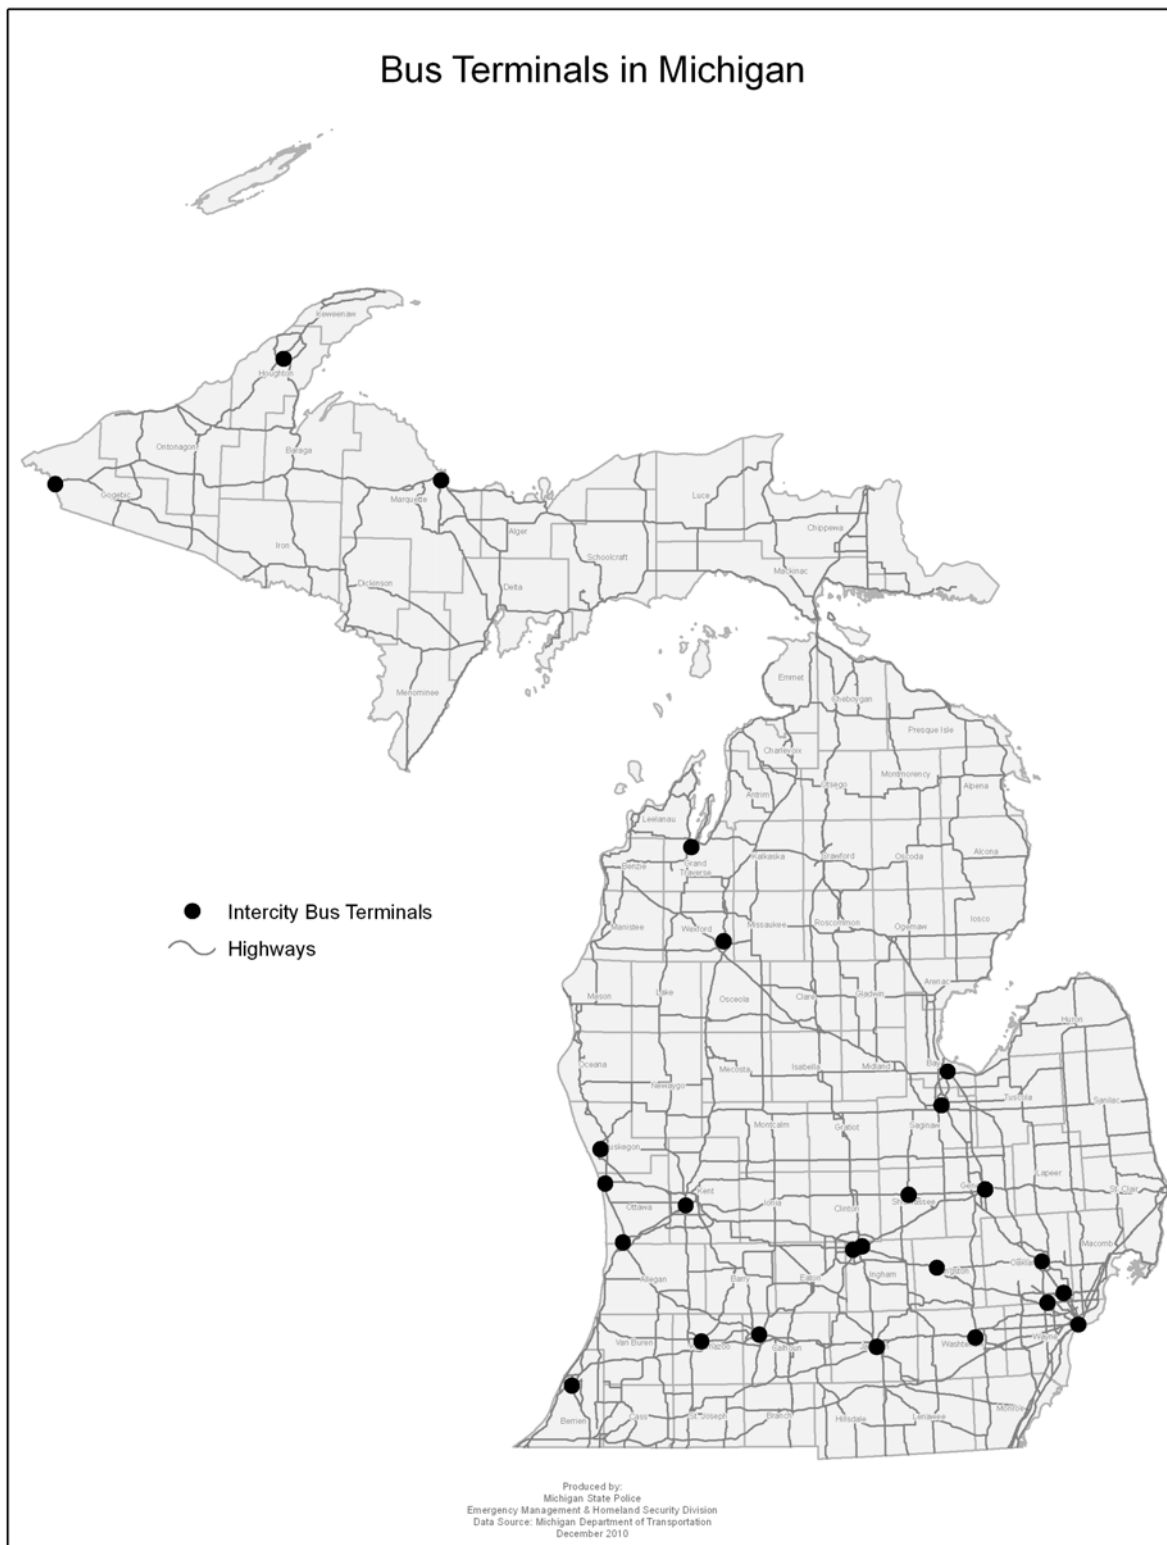 Bus Terminals in Michigan
Keweenaw
Houghton
Ontonagon
Baraga
Gogebic
Marquette
Luce
Alger
Chippewa
Iron
Schoolcraft
Mackinac
Dickinson
Delta
Menominee
Emmet
Cheboygan
Presque Isle
Charlevoix
Montmorency
Otsego
Alpena
Antrim
Leelanau
Alcona
Grand
Traverse
Benzie
Kalkaska
Crawford
Oscoda
Intercity Bus Terminals
Highways
Manistee
Wexford
Missaukee
Roscommon
Ogemaw
Iosco
Arenac
Mason
Lake
Osceola
Clare
Gladwin
Huron
Oceana
Newaygo
Mecosta
Isabella
Midland
Bay
Tuscola
Sanilac
Montcalm
Gratiot
Saginaw
uskegon
Lapeer
Kent
Ionia
Clinton
St. Clair
Ottawa
Macomb
Allegan
Barry
Eaton
Ingham
Van Buren
Calhoun
Wayne
Berrien
Cass
St. Joseph
Branch
Hillsdale
Lenawee
Monroe
Produced by:
Michigan State Police
Emergency Management & Homeland Security Division
Data Source: Michigan Department of Transportation
December 2010